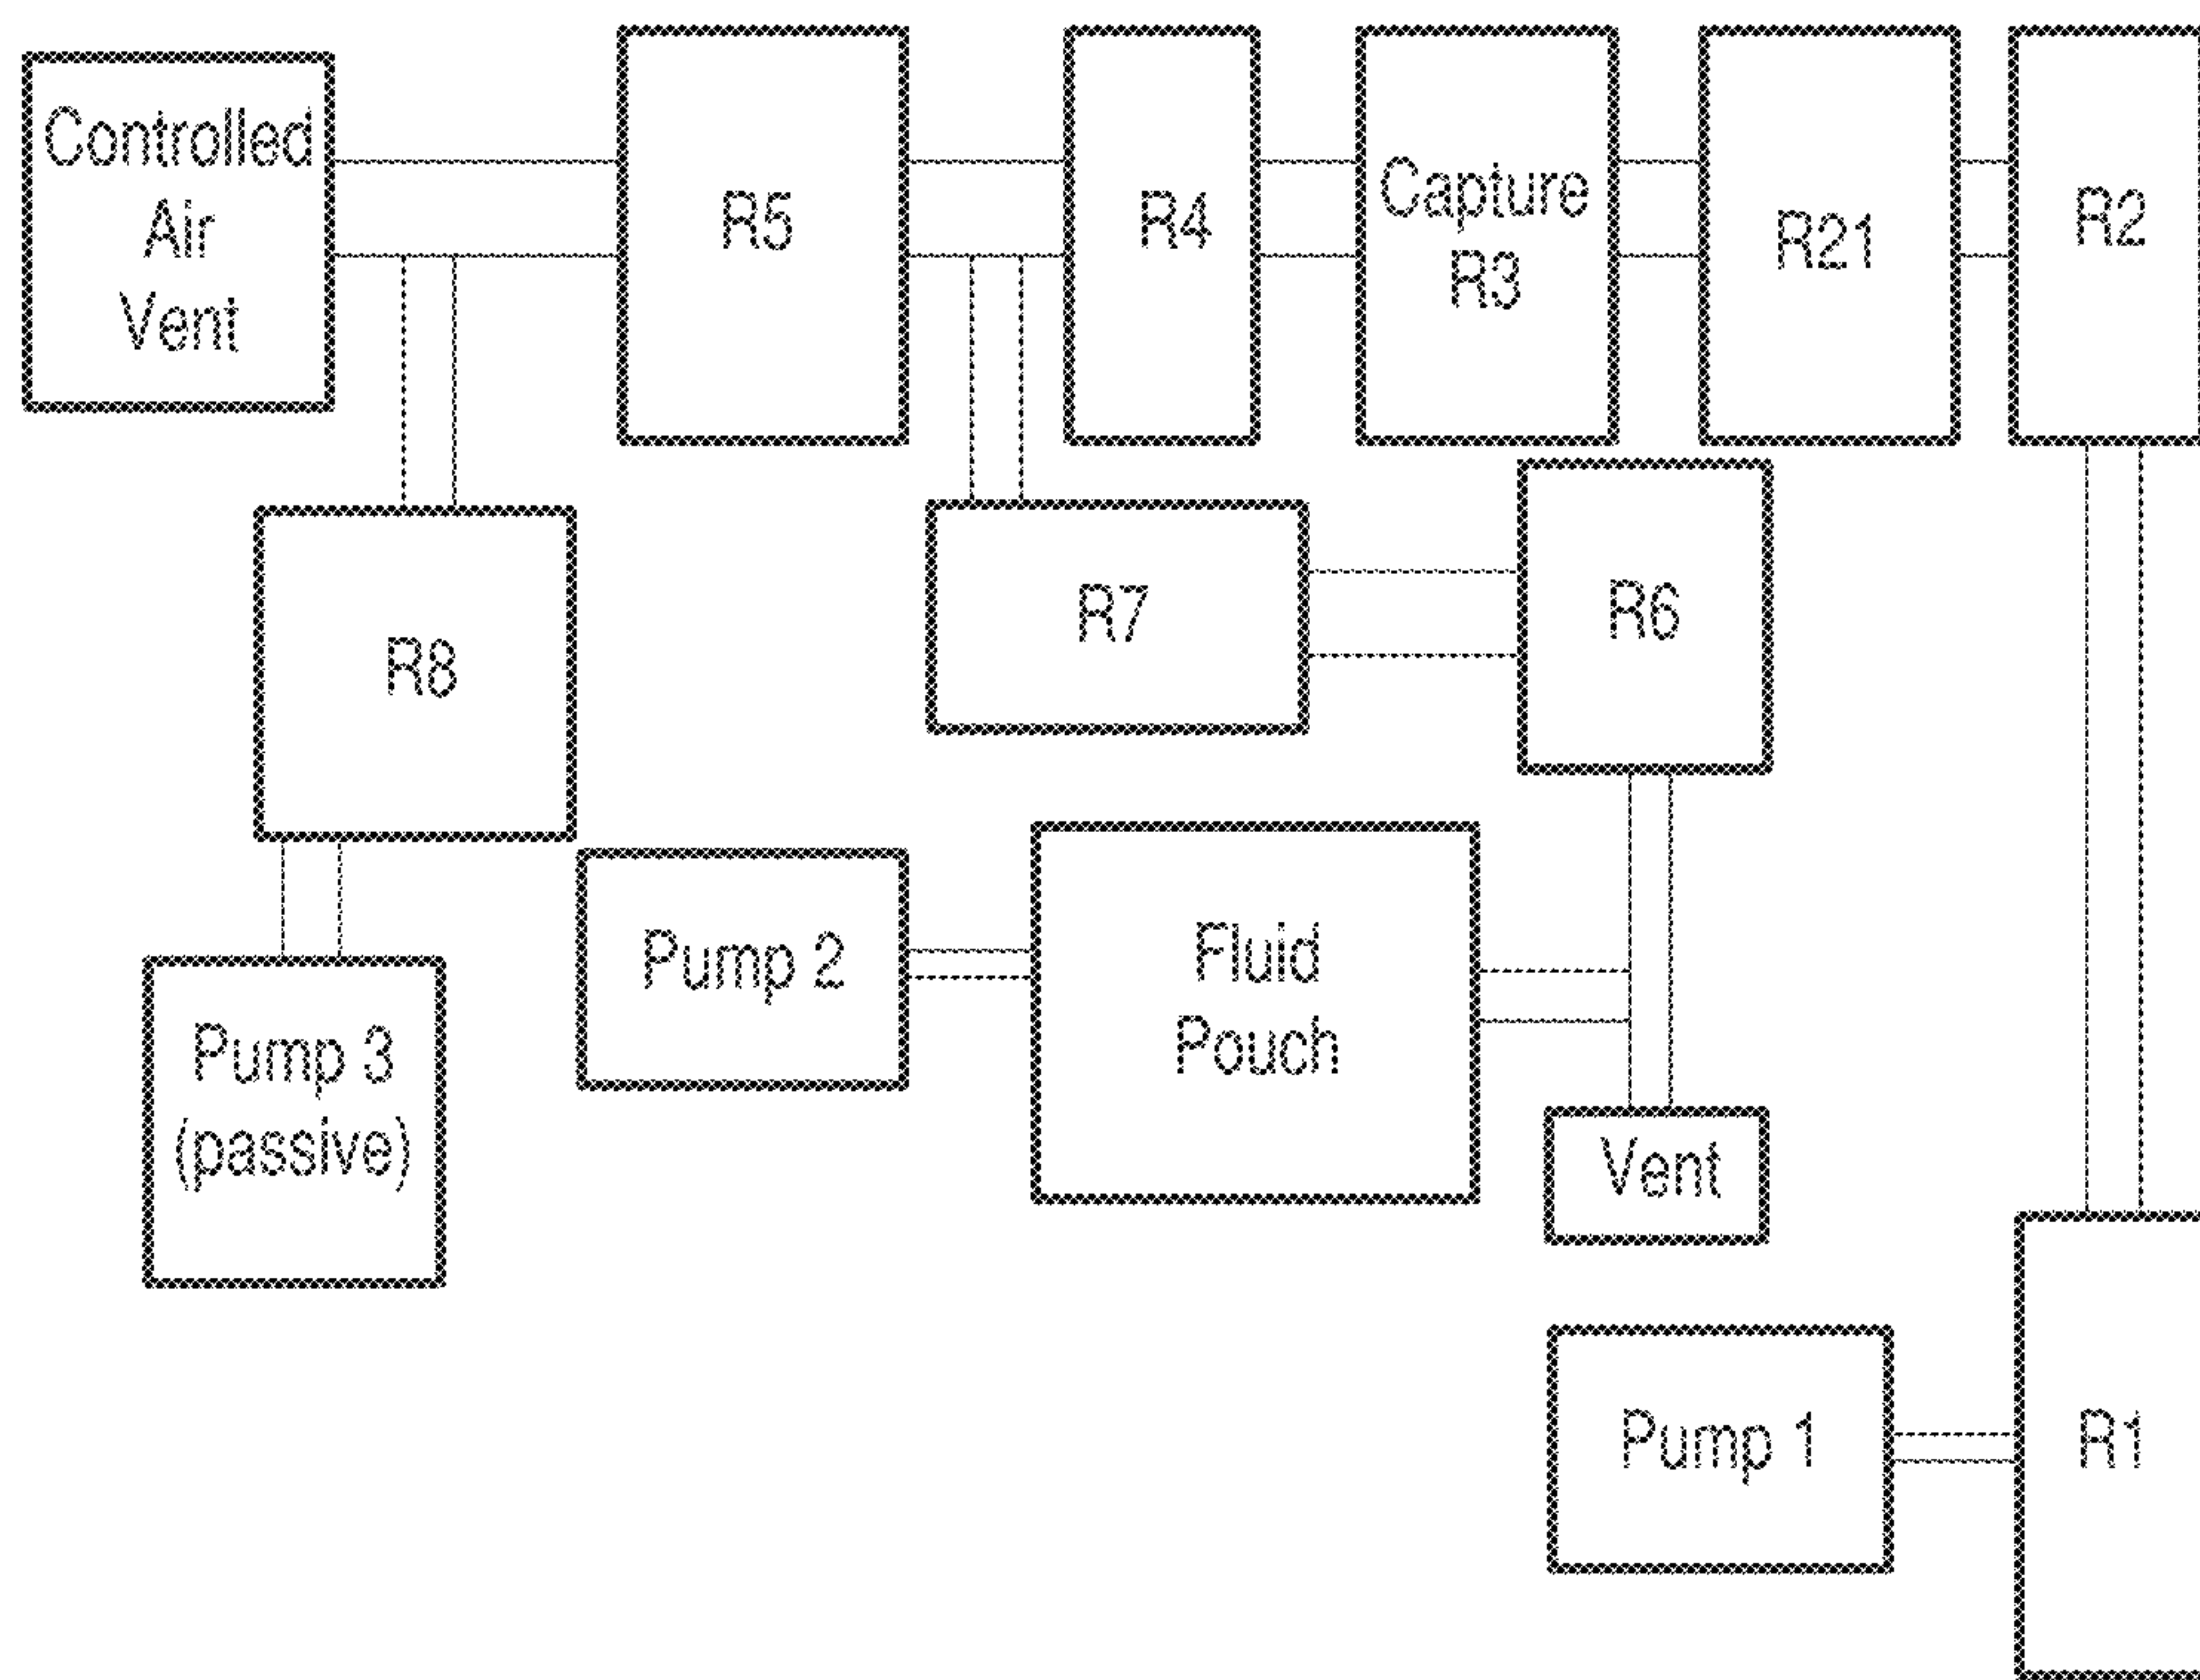 Controlled
Air
Vent
R5
R4
Capture
R3
R21
R2
R8
R7
R6
Pump 2
Fluid
Pouch
Pump 3
(passive)
Vent
Pump 1
R1